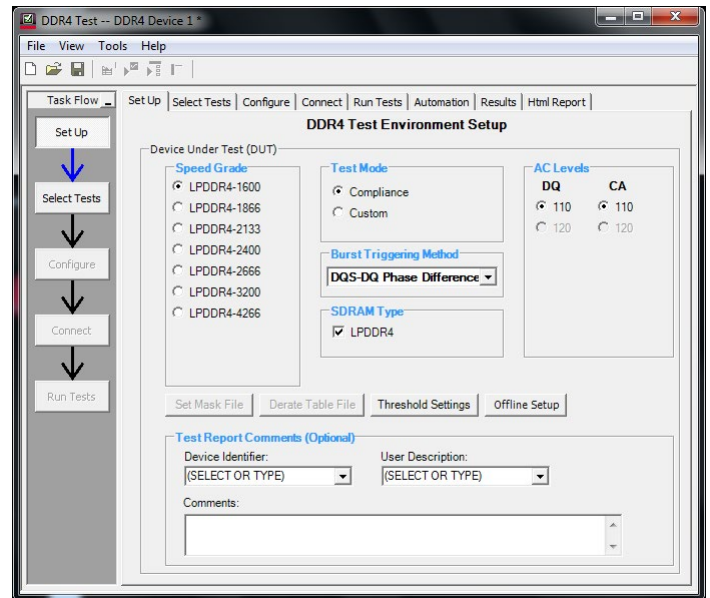 DDR4 Test -- DDR4 Device 1 *
File View Tools Help
Task Flow
Set Up
Select Tests
Configure
Connect
Run Tests
Set Up Select Tests Configure Connect Run Tests Automation Results Html Report
DDR4 Test Environment Setup
Device Under Test (DUT)
Speed Grade
LPDDR4-1600
LPDDR4-1866
LPDDR4-2133
LPDDR4-2400
LPDDR4-2666
LPDDR4-3200
LPDDR4-4266
Test Mode
Compliance
Custom
Burst Triggering Method
DQS-DQ Phase Difference
SDRAM Type
LPDDR4
AC Levels
DQ CA
110 110
120 120
Set Mask File Derate Table File Threshold Settings Offline Setup
Test Report Comments (Optional)
Device Identifier: User Description:
(SELECT OR TYPE) (SELECT OR TYPE)
Comments: